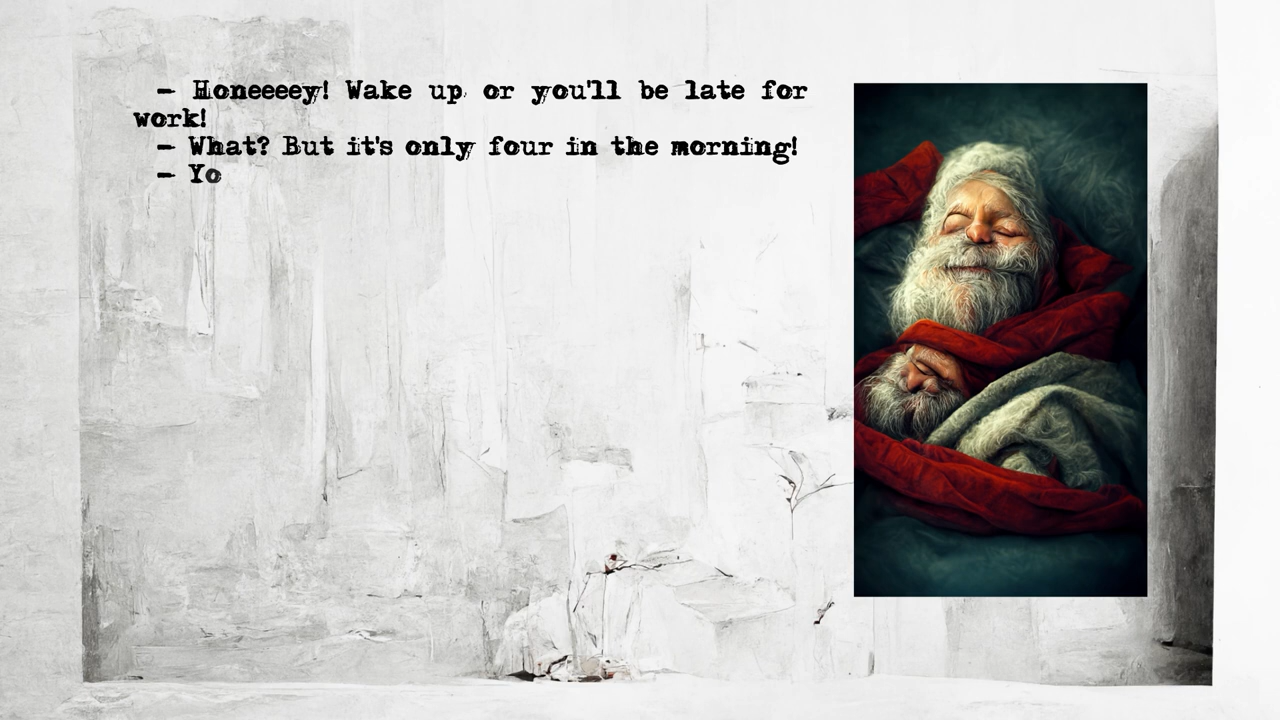 — Honeeeey! Wake up or you'll be late for
work!
— What? But it's only four in the morning!
— Yo